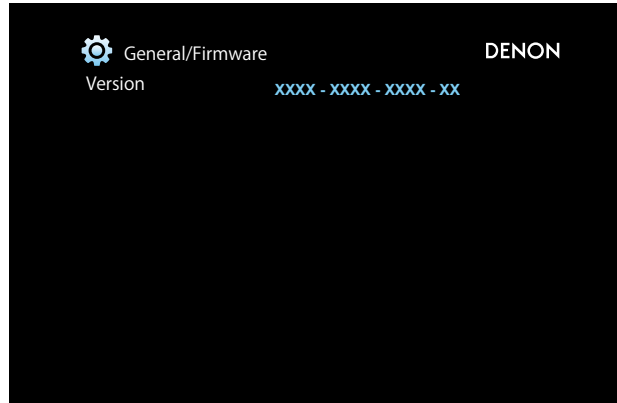 General/Firmware
DENON
Version
XXXX - XXXX - XXXX - XX